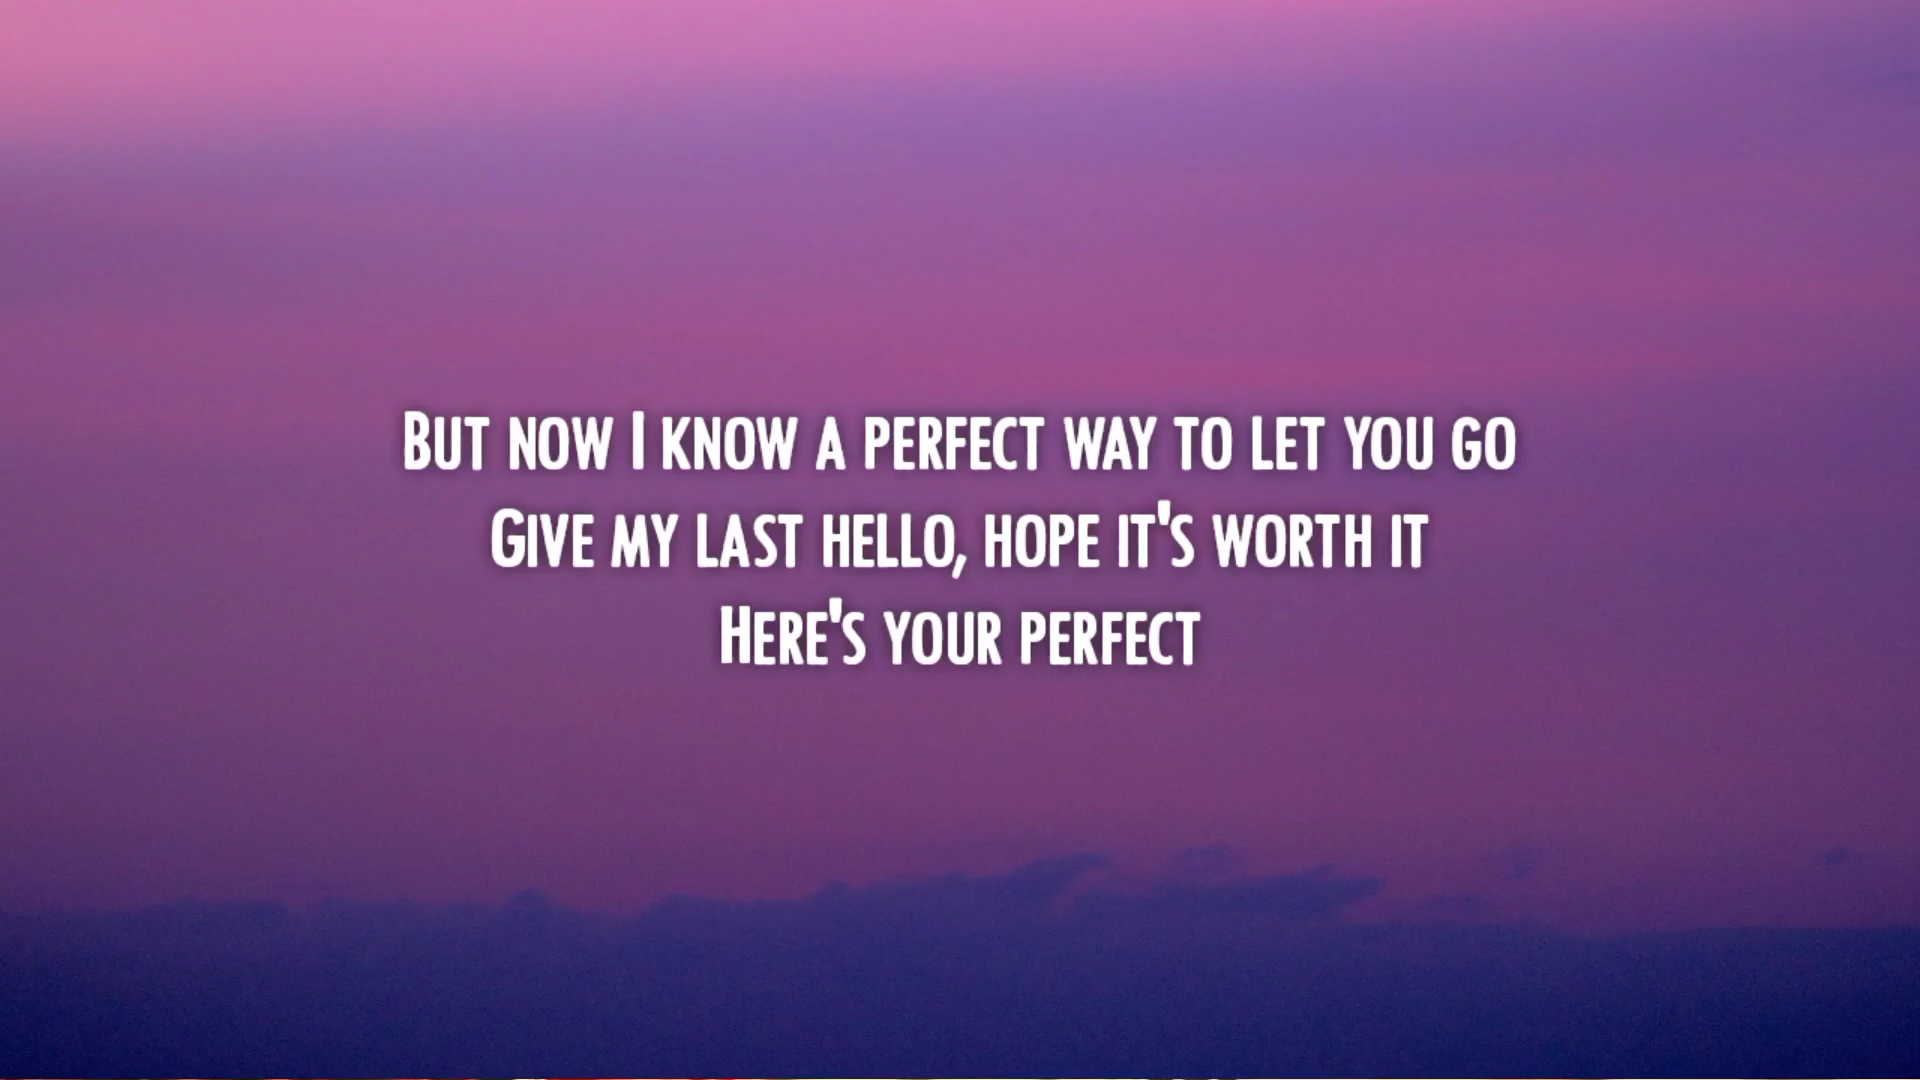 But now I know a perfect way to let you go
Give my last hello, hope it's worth it
Here's your perfect